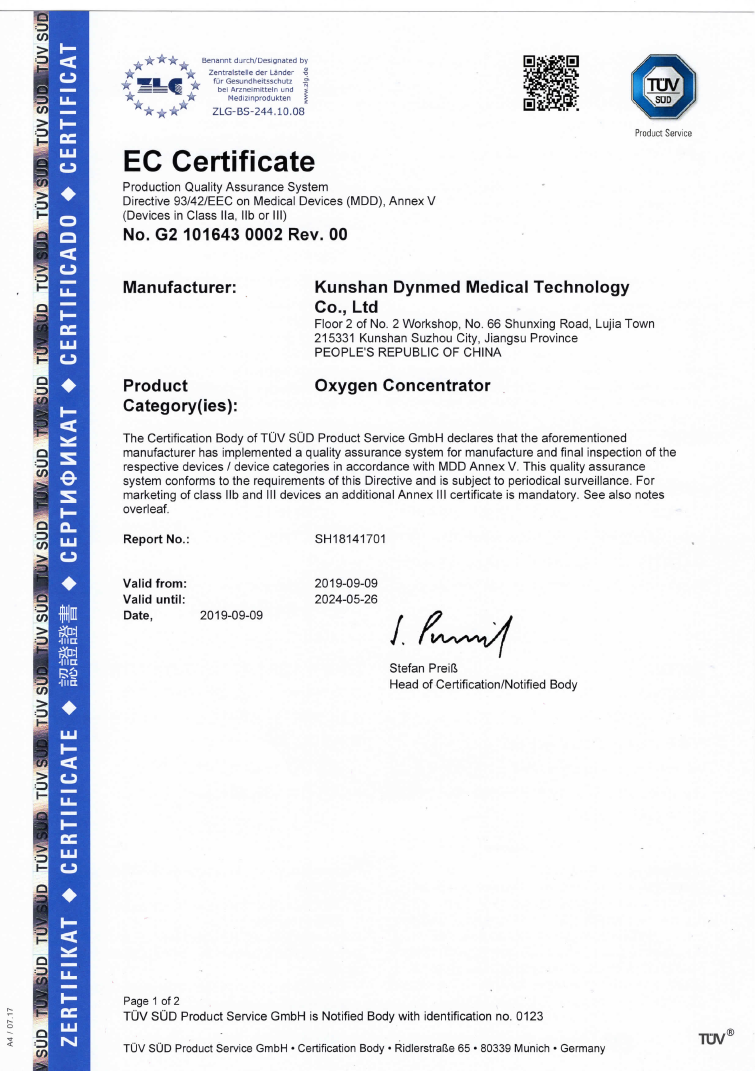 Benannt durch/Designated by
Zentralstelle der Länder
für Gesundheitsschutz
bei Arzneimitteln und
Medizinprodukten
ZLG-BS-244.10.08
www.zlg.de
ZLG
TÜV
SÜD
Product Service
EC Certificate
Production Quality Assurance System
Directive 93/42/EEC on Medical Devices (MDD), Annex V
(Devices in Class IIa, IIb or III)
No. G2 101643 0002 Rev. 00
Manufacturer: Kunshan Dynmed Medical Technology
Co., Ltd
Floor 2 of No. 2 Workshop, No. 66 Shunxing Road, Lujia Town
215331 Kunshan Suzhou City, Jiangsu Province
PEOPLE'S REPUBLIC OF CHINA
Product Oxygen Concentrator
Category(ies):
The Certification Body of TÜV SÜD Product Service GmbH declares that the aforementioned
manufacturer has implemented a quality assurance system for manufacture and final inspection of the
respective devices / device categories in accordance with MDD Annex V. This quality assurance
system conforms to the requirements of this Directive and is subject to periodical surveillance. For
marketing of class IIb and III devices an additional Annex III certificate is mandatory. See also notes
overleaf.
Report No.: SH18141701
Valid from: 2019-09-09
Valid until: 2024-05-26
Date, 2019-09-09
Stefan Preiß
Head of Certification/Notified Body
Page 1 of 2
TÜV SÜD Product Service GmbH is Notified Body with identification no. 0123
TÜV SÜD Product Service GmbH • Certification Body • Ridlerstraße 65 • 80339 Munich • Germany
TÜV®
A4 / 07.17
ZERTIFIKAT ◆ CERTIFICATE ◆ 認證證書 ◆ СЕРТИФИКАТ ◆ CERTIFICADO ◆ CERTIFICAT
TÜV SÜD TÜV SÜD TÜV SÜD TÜV SÜD TÜV SÜD TÜV SÜD TÜV SÜD TÜV SÜD TÜV SÜD TÜV SÜD TÜV SÜD TÜV SÜD